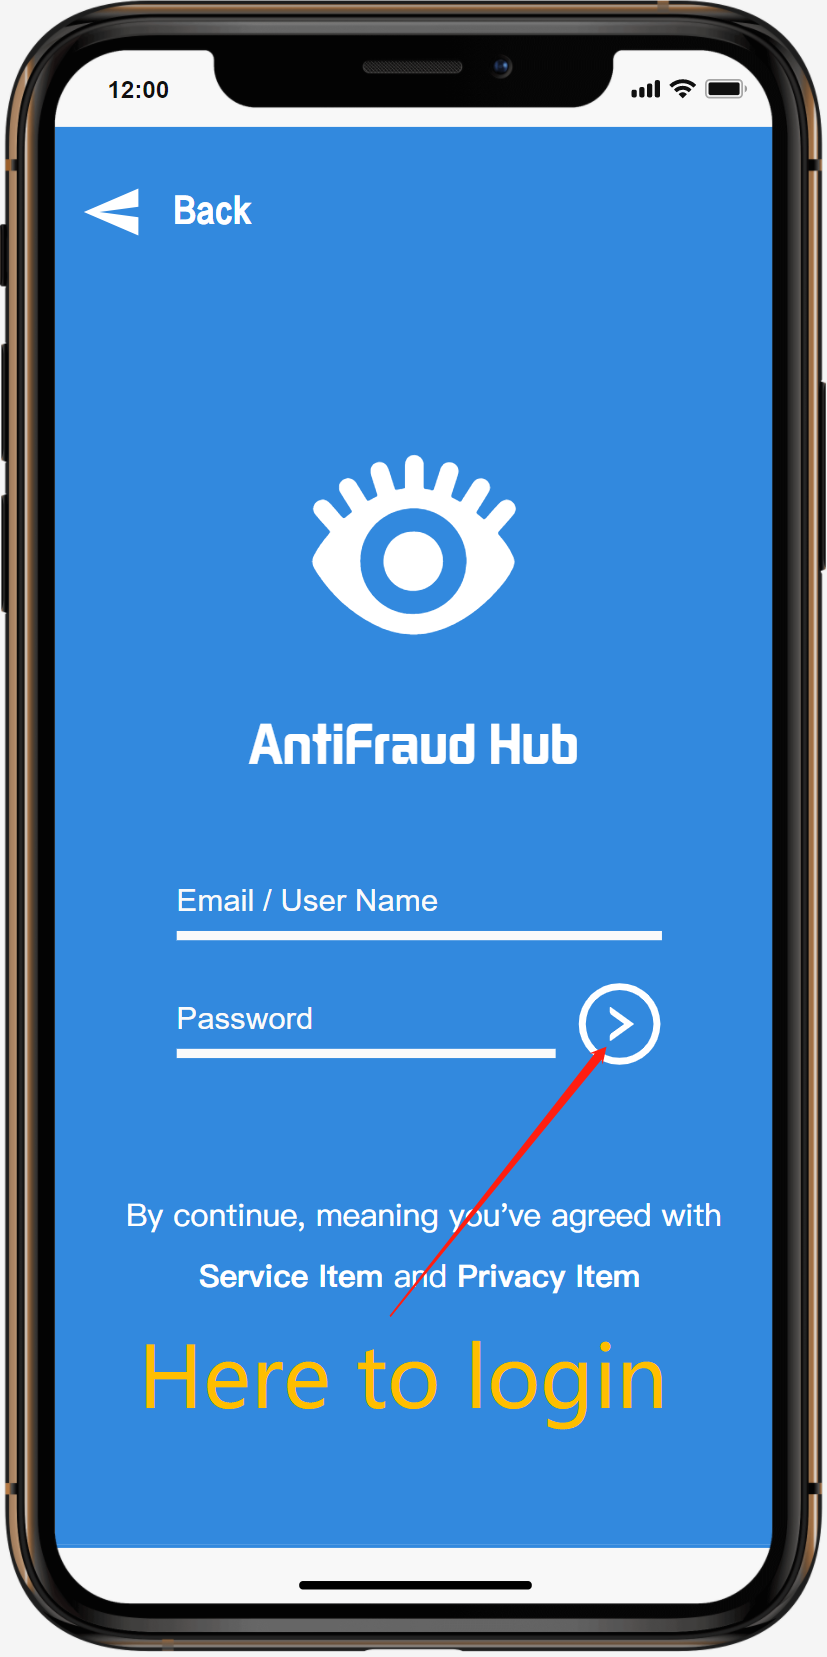 12:00
Back
AntiFraud Hub
Email / User Name
Password
By continue, meaning you've agreed with
Service Item and Privacy Item
Here to login